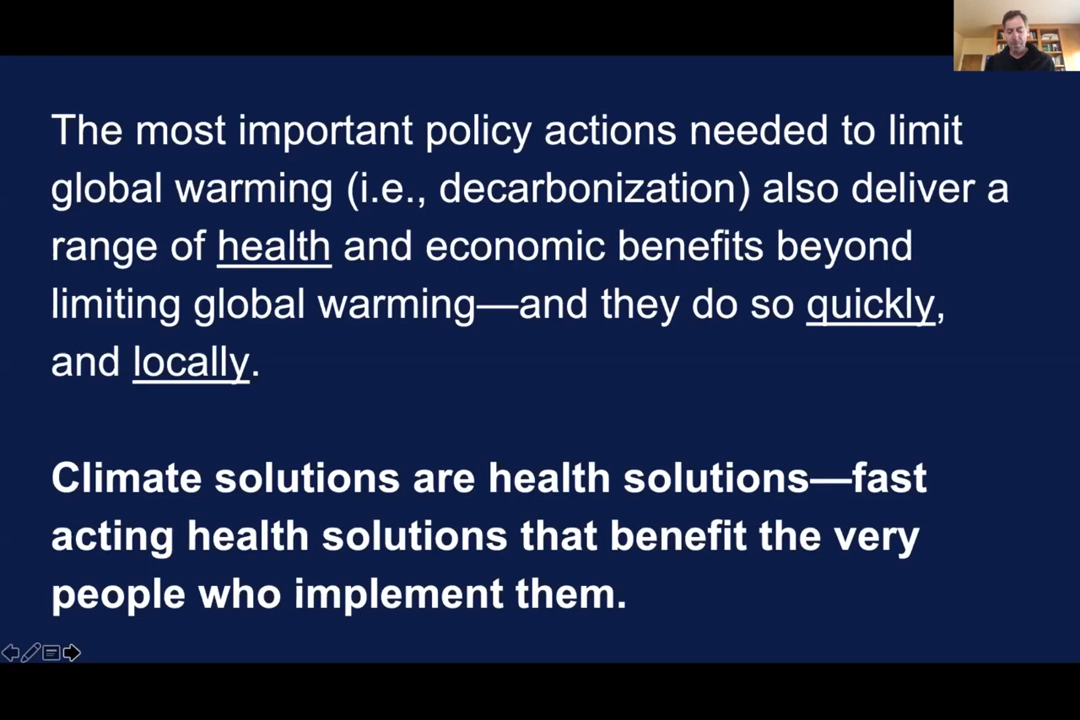 The most important policy actions needed to limit
global warming (i.e., decarbonization) also deliver a
range of health and economic benefits beyond
limiting global warming—and they do so quickly,
and locally.
Climate solutions are health solutions—fast
acting health solutions that benefit the very
people who implement them.